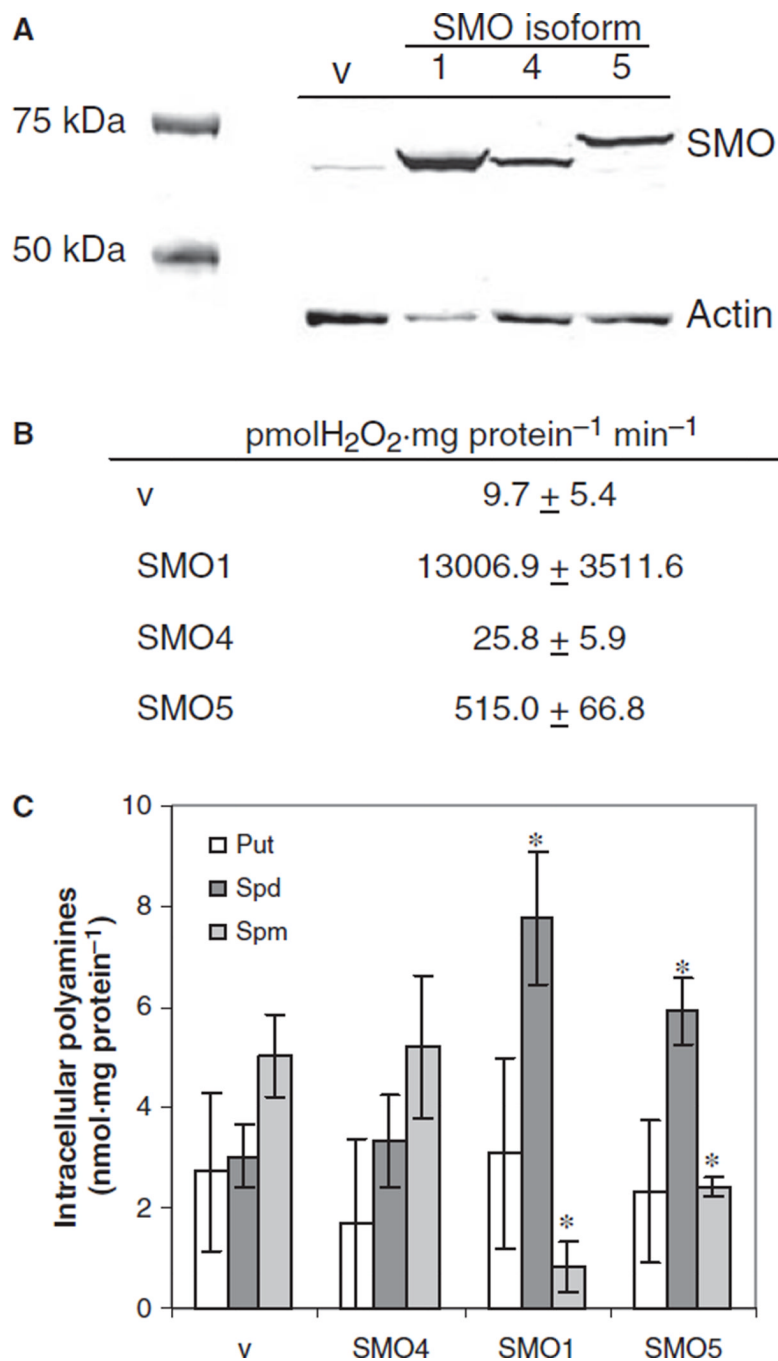 A
SMO isoform
v 1 4 5
75 kDa
SMO
50 kDa
Actin
B
pmolH₂O₂·mg protein⁻¹ min⁻¹
v 9.7 ± 5.4
SMO1 13006.9 ± 3511.6
SMO4 25.8 ± 5.9
SMO5 515.0 ± 66.8
C
Intracellular polyamines
(nmol·mg protein⁻¹)
10
8
6
4
2
0
Put
Spd
Spm
* * * *
v SMO4 SMO1 SMO5